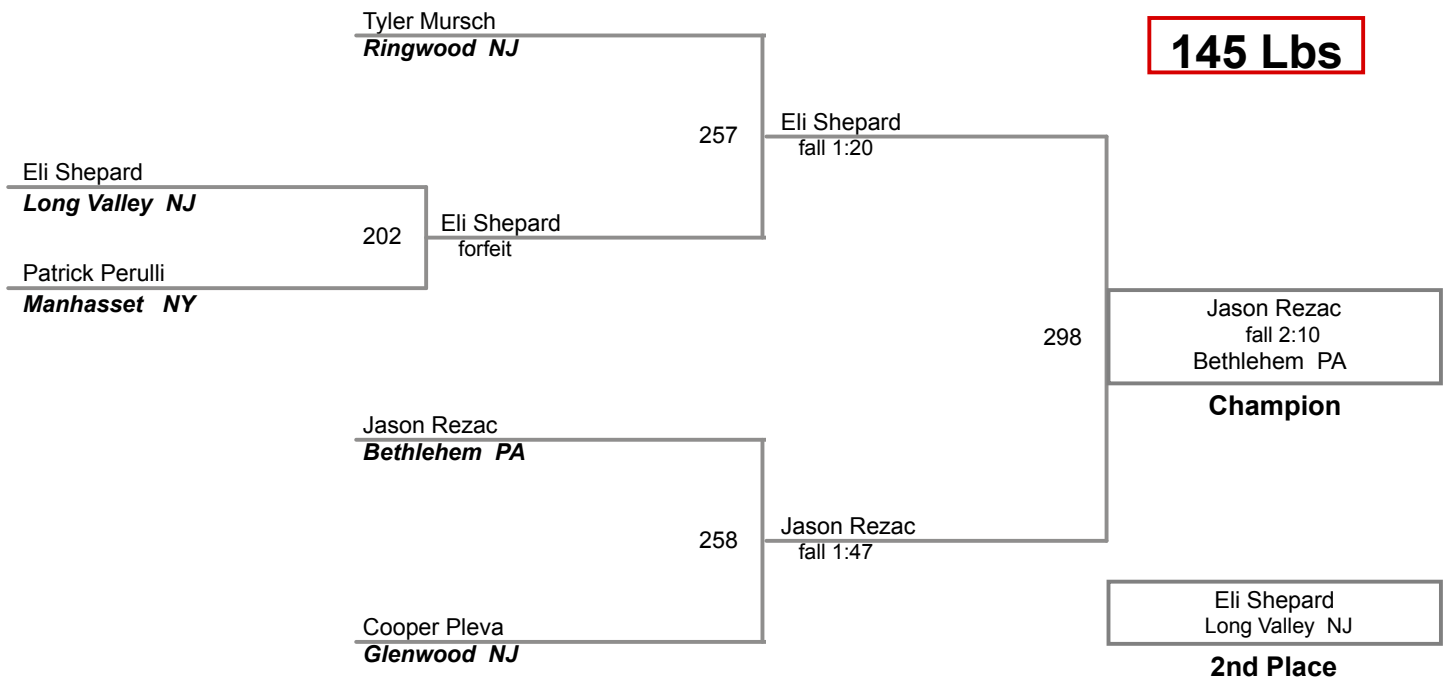 Tyler Mursch
Ringwood NJ
145 Lbs
257
Eli Shepard
fall 1:20
Eli Shepard
Long Valley NJ
202
Eli Shepard
forfeit
Patrick Perulli
Manhasset NY
298
Jason Rezac
fall 2:10
Bethlehem PA
Champion
Jason Rezac
Bethlehem PA
258
Jason Rezac
fall 1:47
Cooper Pleva
Glenwood NJ
Eli Shepard
Long Valley NJ
2nd Place